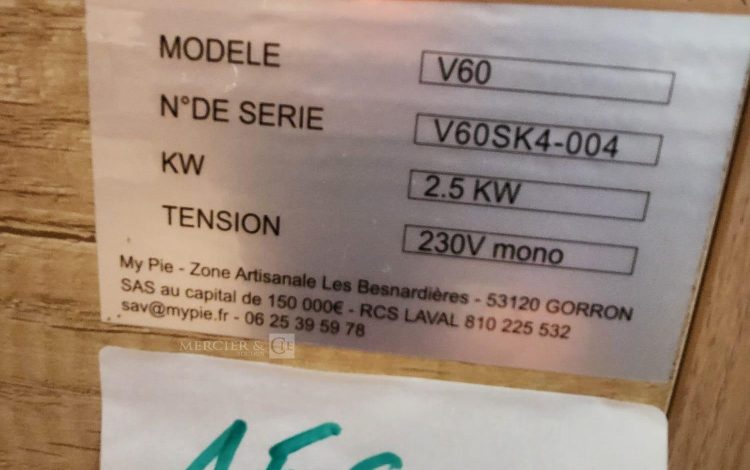 MODELE V60
N°DE SERIE V60SK4-004
KW 2.5 KW
TENSION 230V mono
My Pie - Zone Artisanale Les Besnardières - 53120 GORRON
SAS au capital de 150 000€ - RCS LAVAL 810 225 532
sav@mypie.fr - 06 25 39 59 78
MERCIER & CIE